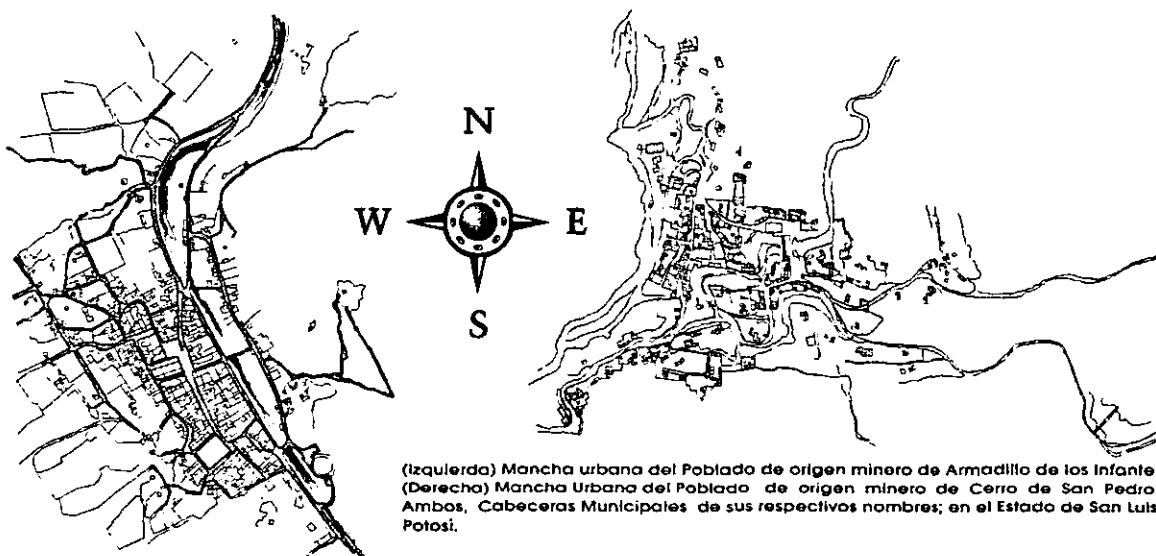 N
W E
S
(Izquierda) Mancha urbana del Poblado de origen minero de Armadillo de los Infante
(Derecha) Mancha Urbana del Poblado de origen minero de Cerro de San Pedro
Ambos, Cabeceras Municipales de sus respectivos nombres; en el Estado de San Luis
Potosí.